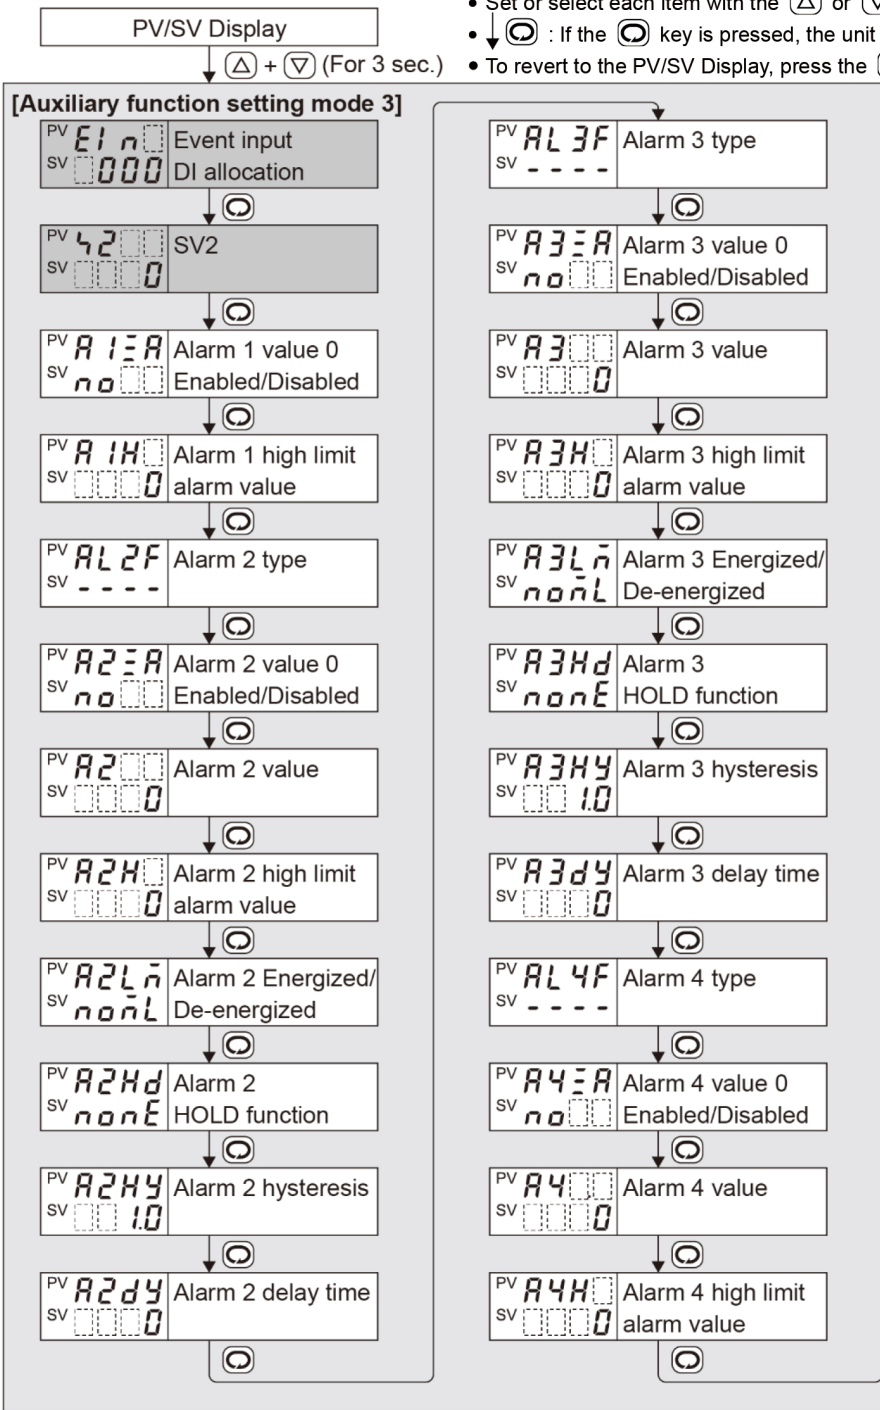 PV/SV Display
(For 3 sec.)
• Set or select each item with the △ or
• : If the key is pressed, the unit
• To revert to the PV/SV Display, press the
△ + ▽ (For 3 sec.)
[Auxiliary function setting mode 3]
PV EIn Event input
SV 000 DI allocation
PV S2 SV2
SV 0
PV A1ZA Alarm 1 value 0
SV no Enabled/Disabled
PV A1H Alarm 1 high limit
SV 0 alarm value
PV AL2F Alarm 2 type
SV ----
PV A2ZA Alarm 2 value 0
SV no Enabled/Disabled
PV A2 Alarm 2 value
SV 0
PV A2H Alarm 2 high limit
SV 0 alarm value
PV A2LM Alarm 2 Energized/
SV noML De-energized
PV A2Hd Alarm 2
SV nonE HOLD function
PV A2HY Alarm 2 hysteresis
SV 1.0
PV A2dY Alarm 2 delay time
SV 0
PV AL3F Alarm 3 type
SV ----
PV A3ZA Alarm 3 value 0
SV no Enabled/Disabled
PV A3 Alarm 3 value
SV 0
PV A3H Alarm 3 high limit
SV 0 alarm value
PV A3LM Alarm 3 Energized/
SV noML De-energized
PV A3Hd Alarm 3
SV nonE HOLD function
PV A3HY Alarm 3 hysteresis
SV 1.0
PV A3dY Alarm 3 delay time
SV 0
PV AL4F Alarm 4 type
SV ----
PV A4ZA Alarm 4 value 0
SV no Enabled/Disabled
PV A4 Alarm 4 value
SV 0
PV A4H Alarm 4 high limit
SV 0 alarm value